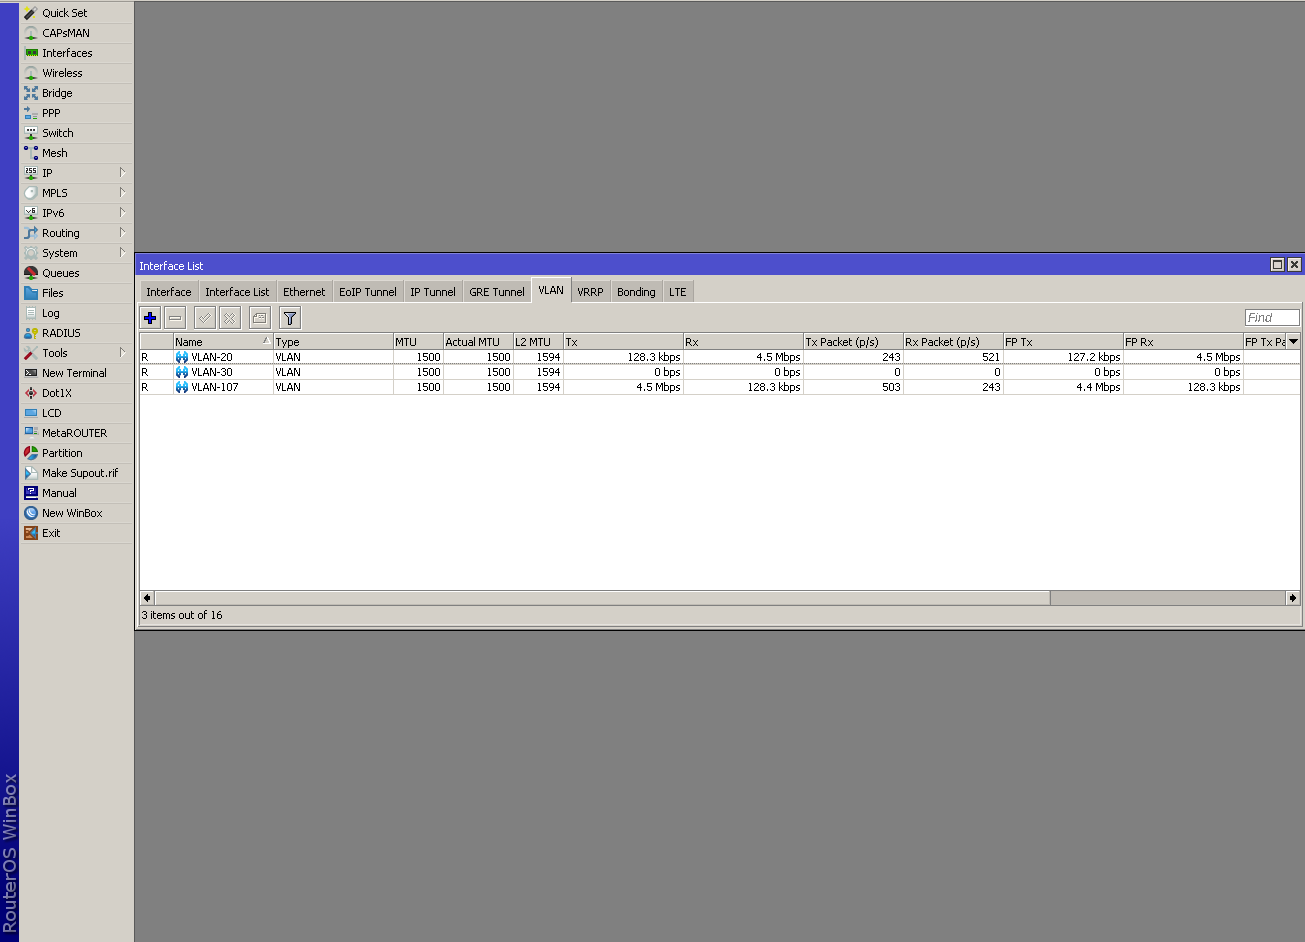 Quick Set
CAPsMAN
Interfaces
Wireless
Bridge
PPP
Switch
Mesh
255 IP
MPLS
v6 IPv6
Routing
System
Queues
Files
Log
RADIUS
Tools
New Terminal
Dot1X
LCD
MetaROUTER
Partition
Make Supout.rif
Manual
New WinBox
Exit
RouterOS WinBox
Interface List
Interface Interface List Ethernet EoIP Tunnel IP Tunnel GRE Tunnel VLAN VRRP Bonding LTE
Find
Name Type MTU Actual MTU L2 MTU Tx Rx Tx Packet (p/s) Rx Packet (p/s) FP Tx FP Rx FP Tx Pa
R VLAN-20 VLAN 1500 1500 1594 128.3 kbps 4.5 Mbps 243 521 127.2 kbps 4.5 Mbps
R VLAN-30 VLAN 1500 1500 1594 0 bps 0 bps 0 0 0 bps 0 bps
R VLAN-107 VLAN 1500 1500 1594 4.5 Mbps 128.3 kbps 503 243 4.4 Mbps 128.3 kbps
3 items out of 16